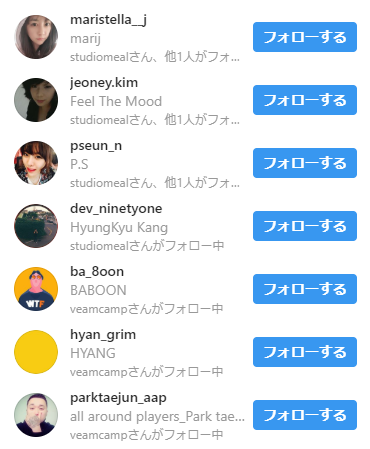 maristella__j
marij
studiomealさん、他1人がフォ...
フォローする
jeoney.kim
Feel The Mood
studiomealさん、他1人がフォ...
フォローする
pseun_n
P.S
studiomealさん、他1人がフォ...
フォローする
dev_ninetyone
HyungKyu Kang
studiomealがフォロー中
フォローする
ba_8oon
BABOON
veamcampさんがフォロー中
フォローする
WTF
hyan_grim
HYANG
veamcampさんがフォロー中
フォローする
parktaejun_aap
all around players_Park tae...
veamcampさんがフォロー中
フォローする